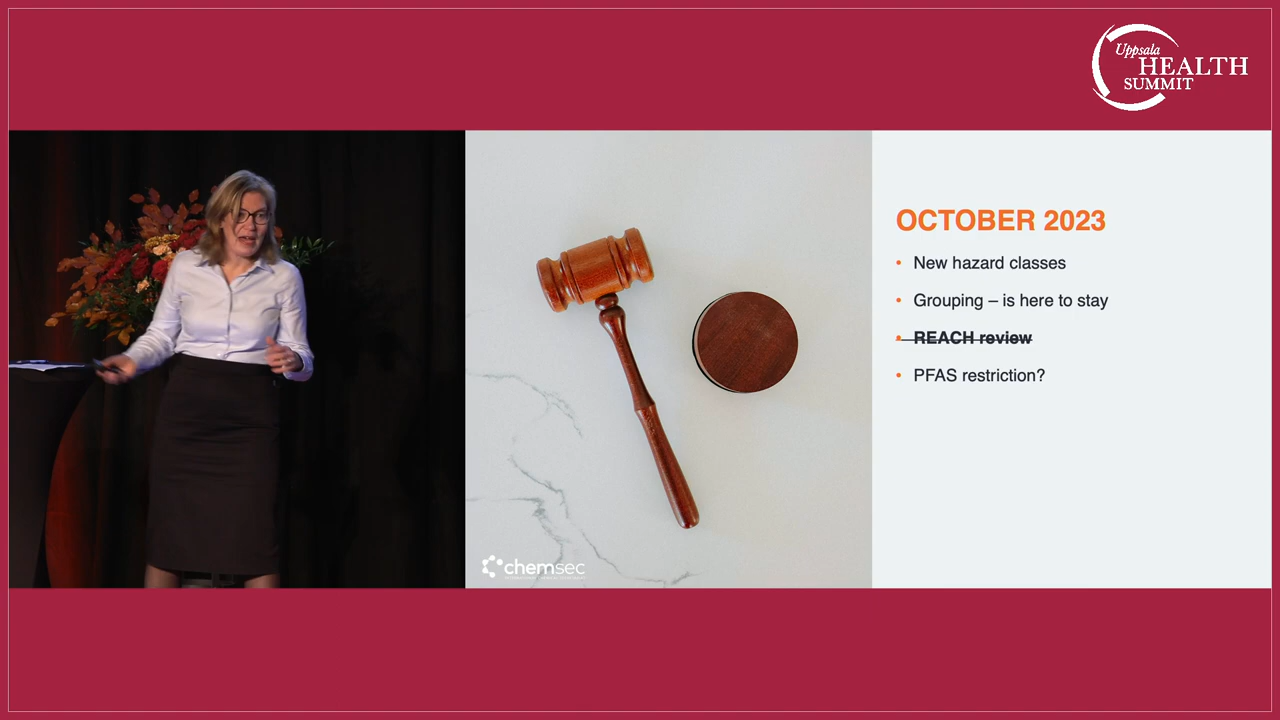 Uppsala
HEALTH
SUMMIT
OCTOBER 2023
• New hazard classes
• Grouping – is here to stay
• REACH review
• PFAS restriction?
chemsec